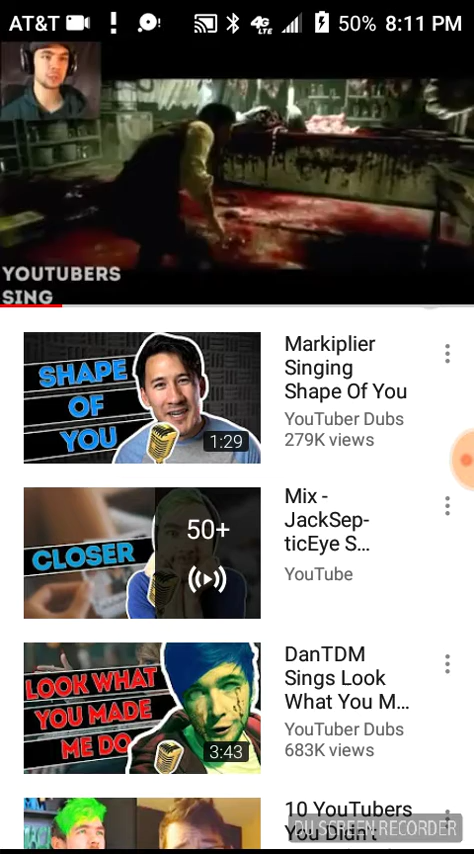 AT&T 4G LTE 50% 8:11 PM
YOUTUBERS
SING
SHAPE
OF
YOU
1:29
Markiplier
Singing
Shape Of You
YouTuber Dubs
279K views
CLOSER
50+
Mix -
JackSep-
ticEye S...
YouTube
LOOK WHAT
YOU MADE
ME DO
3:43
DanTDM
Sings Look
What You M...
YouTuber Dubs
683K views
10 YouTubers
You Didn't
DU SCREEN RECORDER